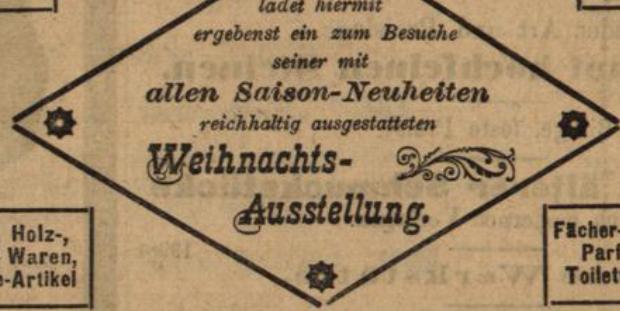 ladet hiermit
ergebenst ein zum Besuche
seiner mit
allen Saison-Neuheiten
reichhaltig ausgestatteten
Weihnachts-
Ausstellung.
Holz-,
Waren,
e-Artikel
Fächer-
Parf
Toilett